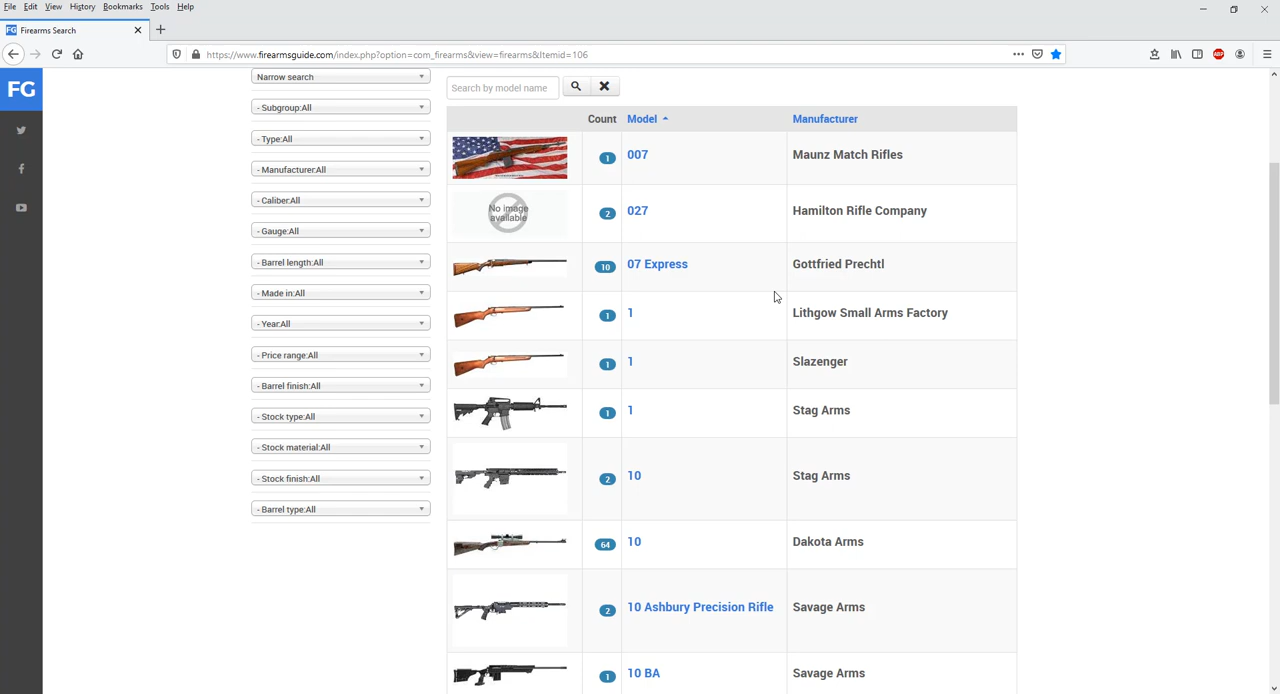 File Edit View History Bookmarks Tools Help
FG Firearms Search
https://www.firearmsguide.com/index.php?option=com_firearms&view=firearms&Itemid=106
ABP
FG
Narrow search
- Subgroup:All
- Type:All
- Manufacturer:All
- Caliber:All
- Gauge:All
- Barrel length:All
- Made in:All
- Year:All
- Price range:All
- Barrel finish:All
- Stock type:All
- Stock material:All
- Stock finish:All
- Barrel type:All
Search by model name
Count Model Manufacturer
1 007 Maunz Match Rifles
No image available
2 027 Hamilton Rifle Company
10 07 Express Gottfried Prechtl
1 1 Lithgow Small Arms Factory
1 1 Slazenger
1 1 Stag Arms
2 10 Stag Arms
64 10 Dakota Arms
2 10 Ashbury Precision Rifle Savage Arms
1 10 BA Savage Arms